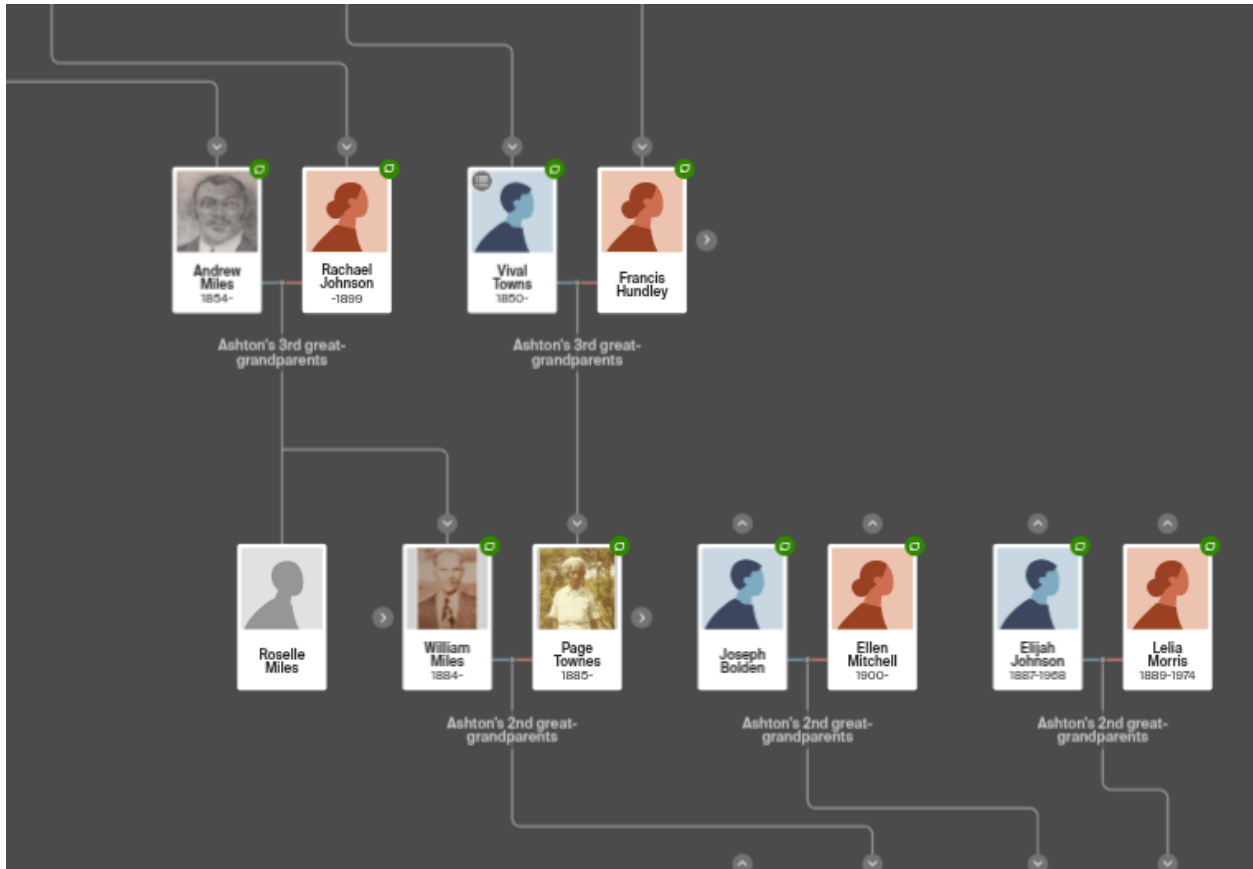 Andrew
Miles
1854-
Rachael
Johnson
-1899
Vival
Towns
1850-
Francis
Hundley
Ashton's 3rd great-
grandparents
Ashton's 3rd great-
grandparents
Roselle
Miles
William
Miles
1884-
Page
Townes
1885-
Joseph
Bolden
Ellen
Mitchell
1900-
Elijah
Johnson
1887-1958
Lelia
Morris
1889-1974
Ashton's 2nd great-
grandparents
Ashton's 2nd great-
grandparents
Ashton's 2nd great-
grandparents